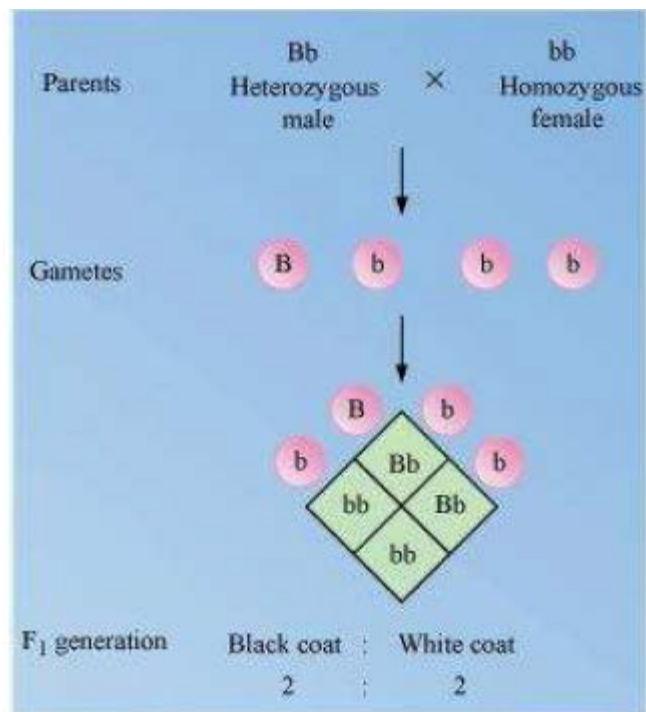 Bb bb
Parents Heterozygous × Homozygous
male female
Gametes B b b b
B b
b Bb b
bb Bb
bb
F₁ generation Black coat : White coat
2 : 2